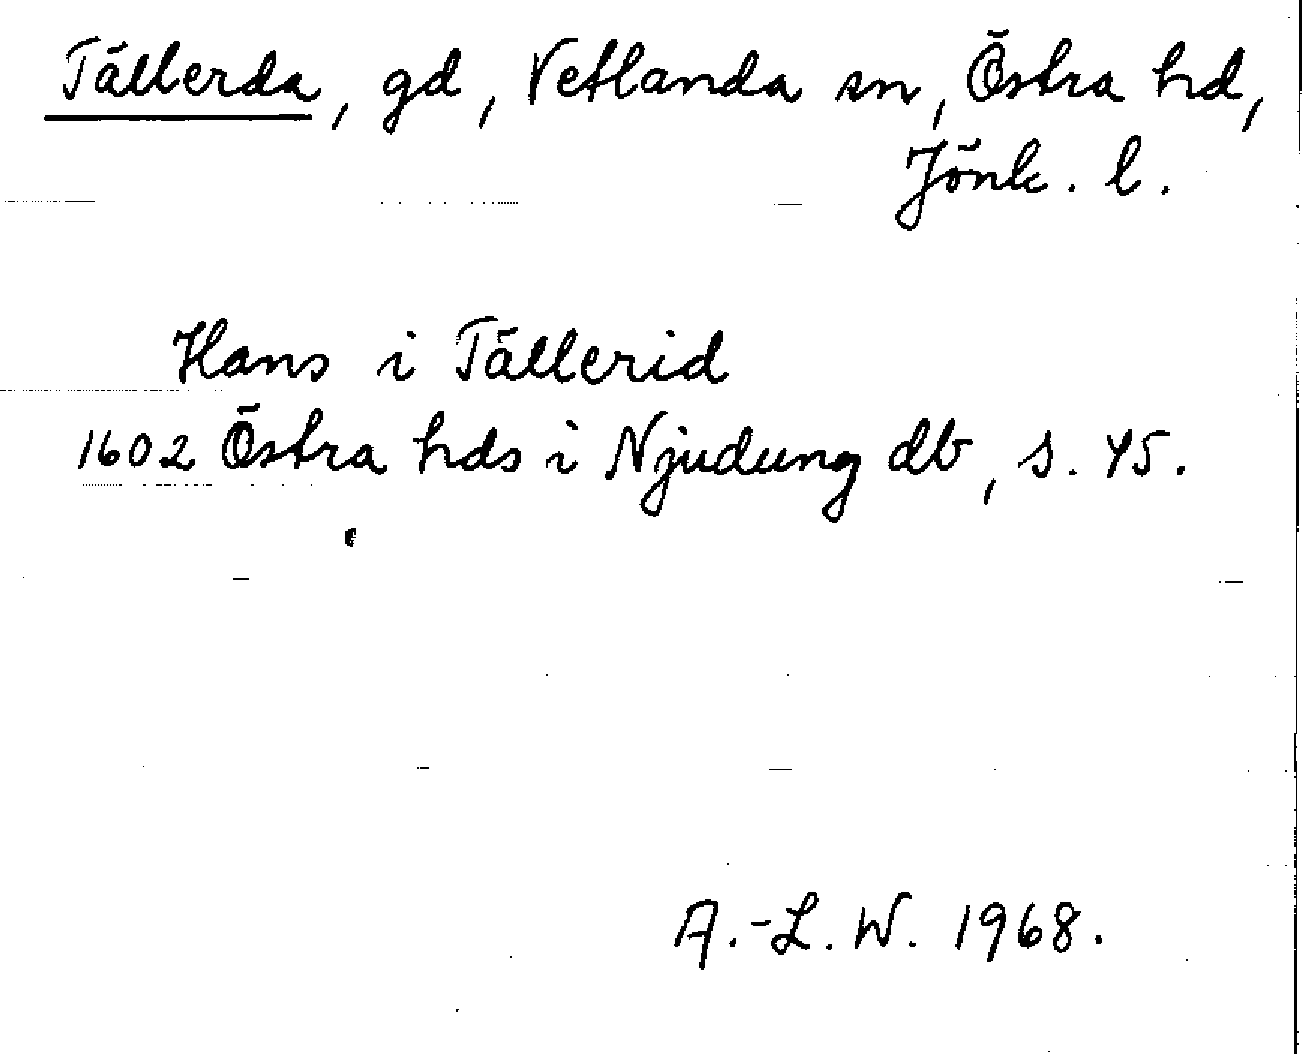 Tällerda, gd, Vetlanda sn, Östra hd,
Jönk. l.
Hans i Tällerid
1602 Östra hds i Njudung db, s. 45.
A.-L. W. 1968.